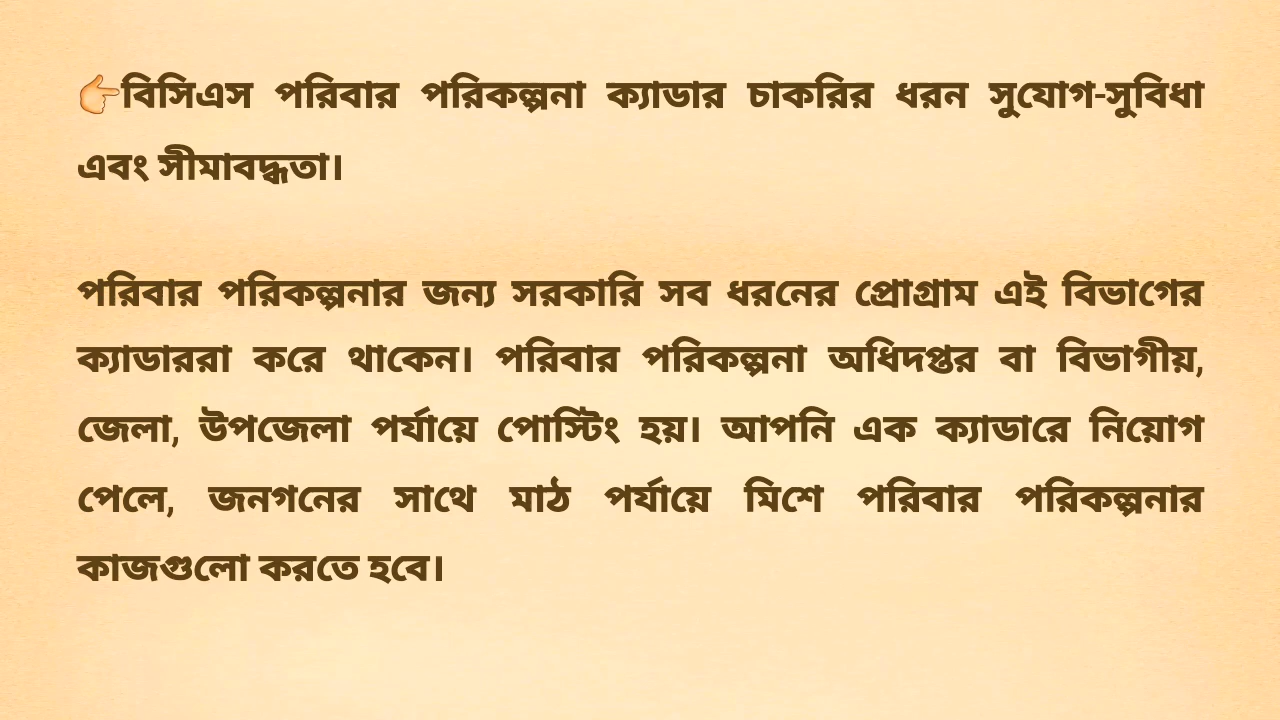 👉বিসিএস পরিবার পরিকল্পনা ক্যাডার চাকরির ধরন সুযোগ-সুবিধা
এবং সীমাবদ্ধতা।
পরিবার পরিকল্পনার জন্য সরকারি সব ধরনের প্রোগ্রাম এই বিভাগের
ক্যাডাররা করে থাকেন। পরিবার পরিকল্পনা অধিদপ্তর বা বিভাগীয়,
জেলা, উপজেলা পর্যায়ে পোস্টিং হয়। আপনি এক ক্যাডারে নিয়োগ
পেলে, জনগনের সাথে মাঠ পর্যায়ে মিশে পরিবার পরিকল্পনার
কাজগুলো করতে হবে।